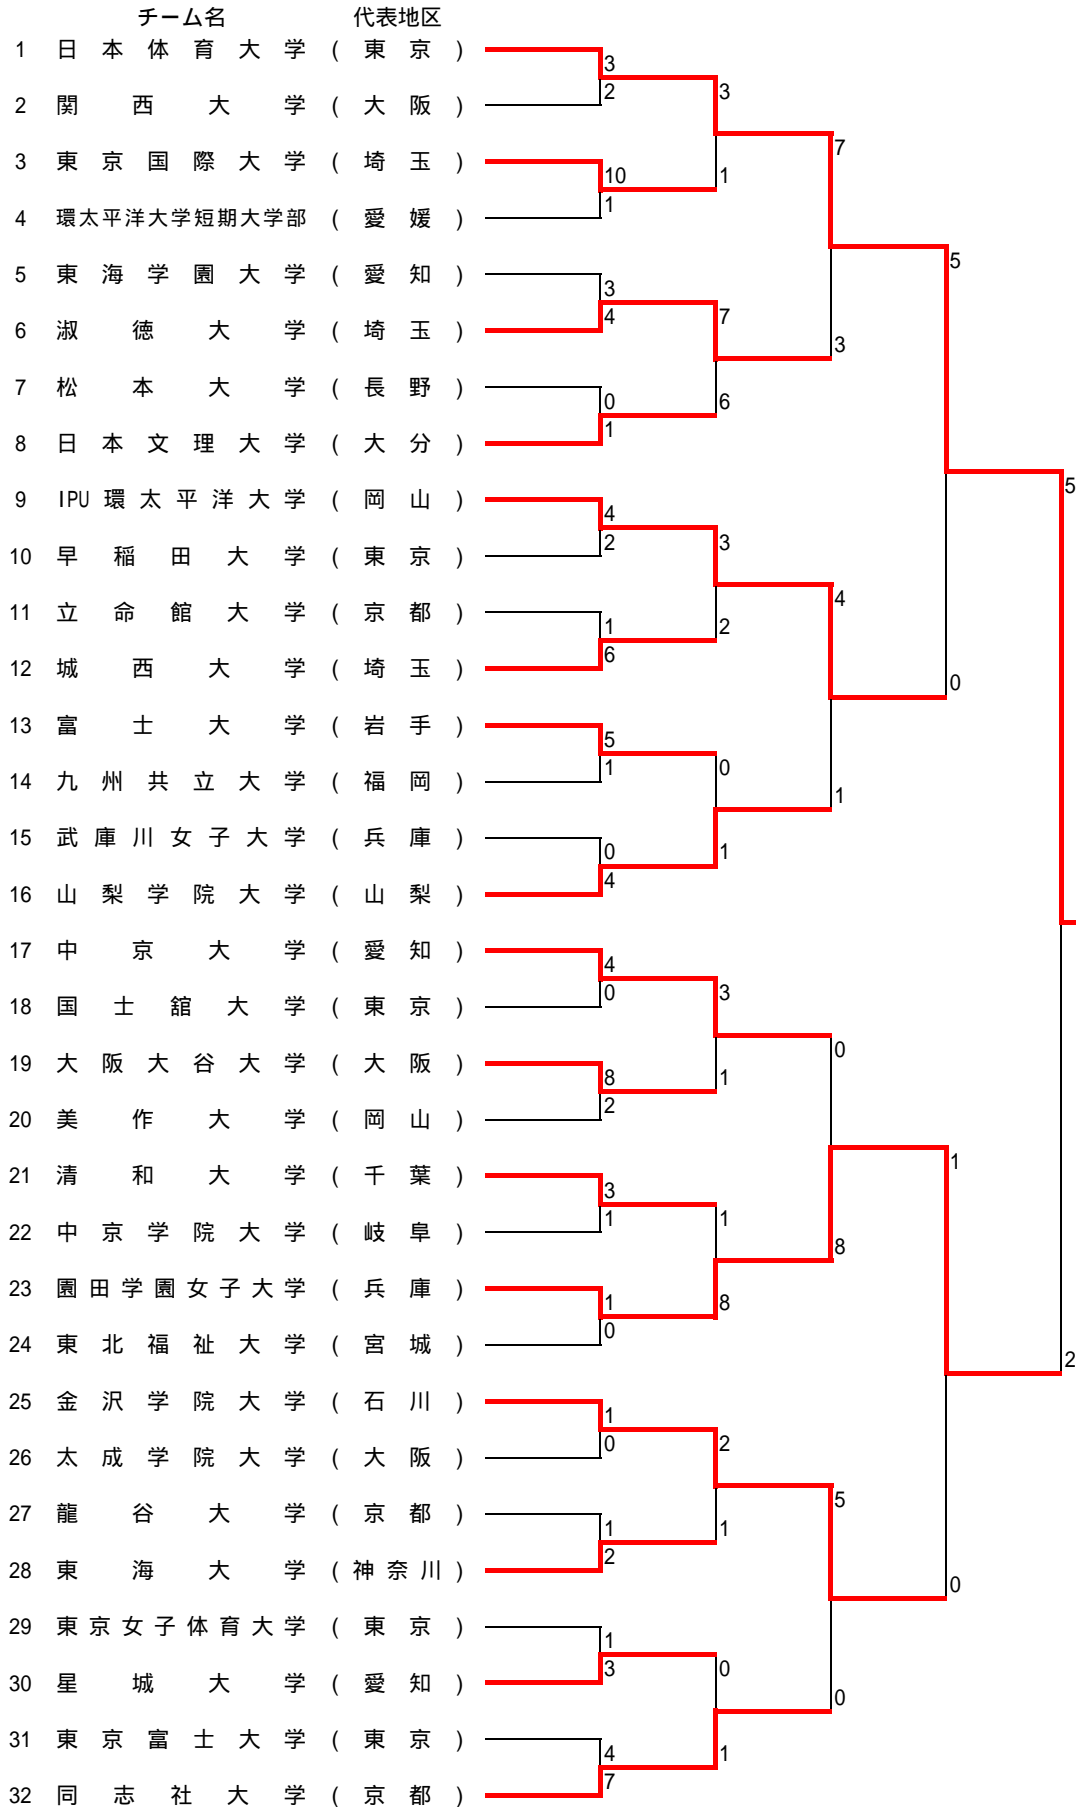 チーム名 代表地区
1 日本体育大学 (東京)
3
2 3
2 関西大学 (大阪)
7
3 東京国際大学 (埼玉)
10 1
1
4 環太平洋大学短期大学部 (愛媛)
5
5 東海学園大学 (愛知)
3
4 7
6 淑徳大学 (埼玉)
3
7 松本大学 (長野)
0 6
1
8 日本文理大学 (大分)
5
9 IPU環太平洋大学 (岡山)
4
2 3
10 早稲田大学 (東京)
4
11 立命館大学 (京都)
1 2
6
12 城西大学 (埼玉)
0
13 富士大学 (岩手)
5
1 0
14 九州共立大学 (福岡)
1
15 武庫川女子大学 (兵庫)
0 1
4
16 山梨学院大学 (山梨)
17 中京大学 (愛知)
4
0 3
18 国士舘大学 (東京)
0
19 大阪大谷大学 (大阪)
8 1
2
20 美作大学 (岡山)
1
21 清和大学 (千葉)
3
1 1
22 中京学院大学 (岐阜)
8
23 園田学園女子大学 (兵庫)
1 8
0
24 東北福祉大学 (宮城)
2
25 金沢学院大学 (石川)
1
0 2
26 太成学院大学 (大阪)
5
27 龍谷大学 (京都)
1 1
2
28 東海大学 (神奈川)
0
29 東京女子体育大学 (東京)
1
3 0
30 星城大学 (愛知)
0
31 東京富士大学 (東京)
4 1
7
32 同志社大学 (京都)